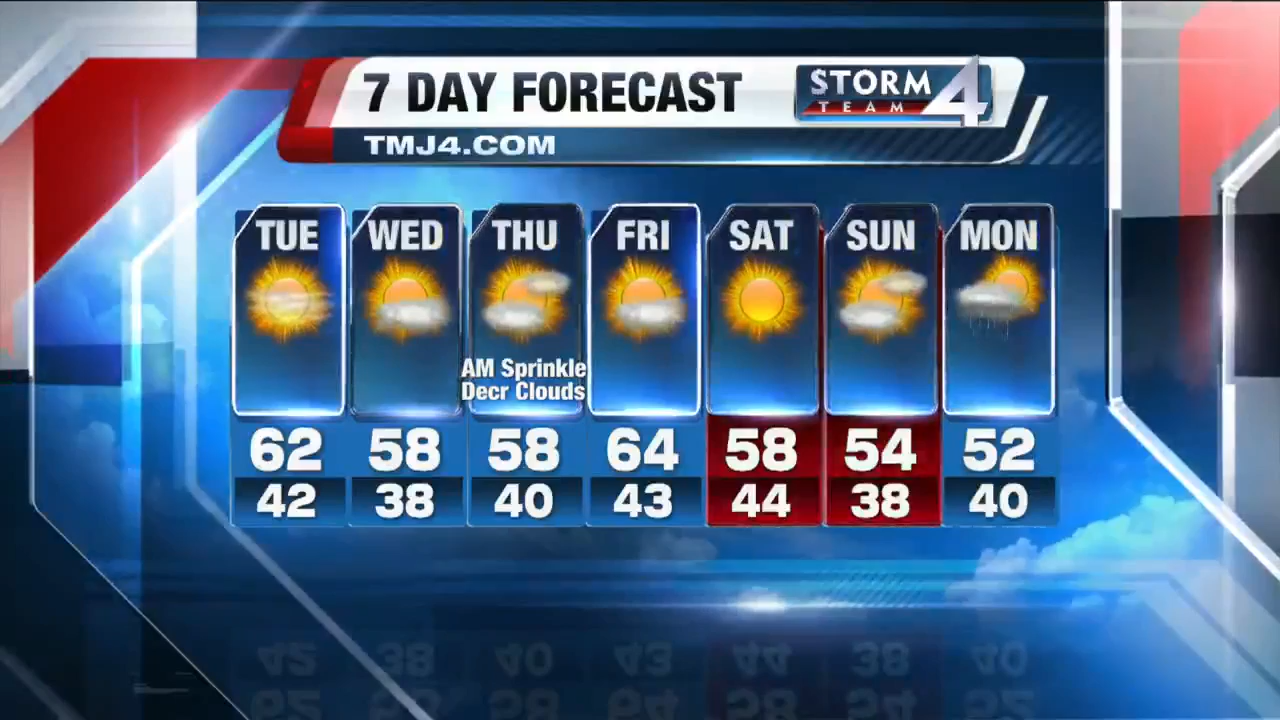 7 DAY FORECAST
STORM 4
TEAM
TMJ4.COM
TUE WED THU FRI SAT SUN MON
AM Sprinkle
Decr Clouds
62 58 58 64 58 54 52
42 38 40 43 44 38 40